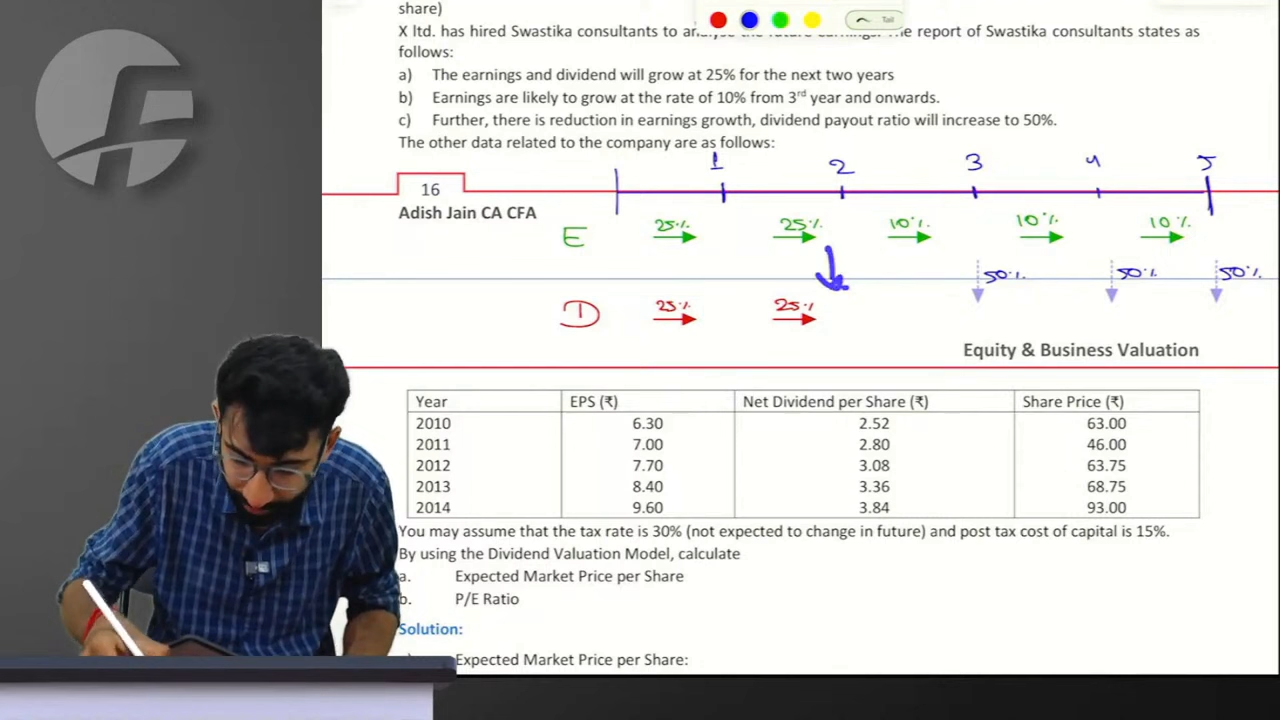 share)
X ltd. has hired Swastika consultants to analyse the future earnings. The report of Swastika consultants states as
follows:
Tail
a) The earnings and dividend will grow at 25% for the next two years
b) Earnings are likely to grow at the rate of 10% from 3rd year and onwards.
c) Further, there is reduction in earnings growth, dividend payout ratio will increase to 50%.
The other data related to the company are as follows:
1 2 3 4 5
16
Adish Jain CA CFA
E 25% 25% 10% 10% 10%
50% 50% 50%
D 25% 25%
Equity & Business Valuation
Year EPS (₹) Net Dividend per Share (₹) Share Price (₹)
2010 6.30 2.52 63.00
2011 7.00 2.80 46.00
2012 7.70 3.08 63.75
2013 8.40 3.36 68.75
2014 9.60 3.84 93.00
You may assume that the tax rate is 30% (not expected to change in future) and post tax cost of capital is 15%.
By using the Dividend Valuation Model, calculate
a. Expected Market Price per Share
b. P/E Ratio
Solution:
Expected Market Price per Share: